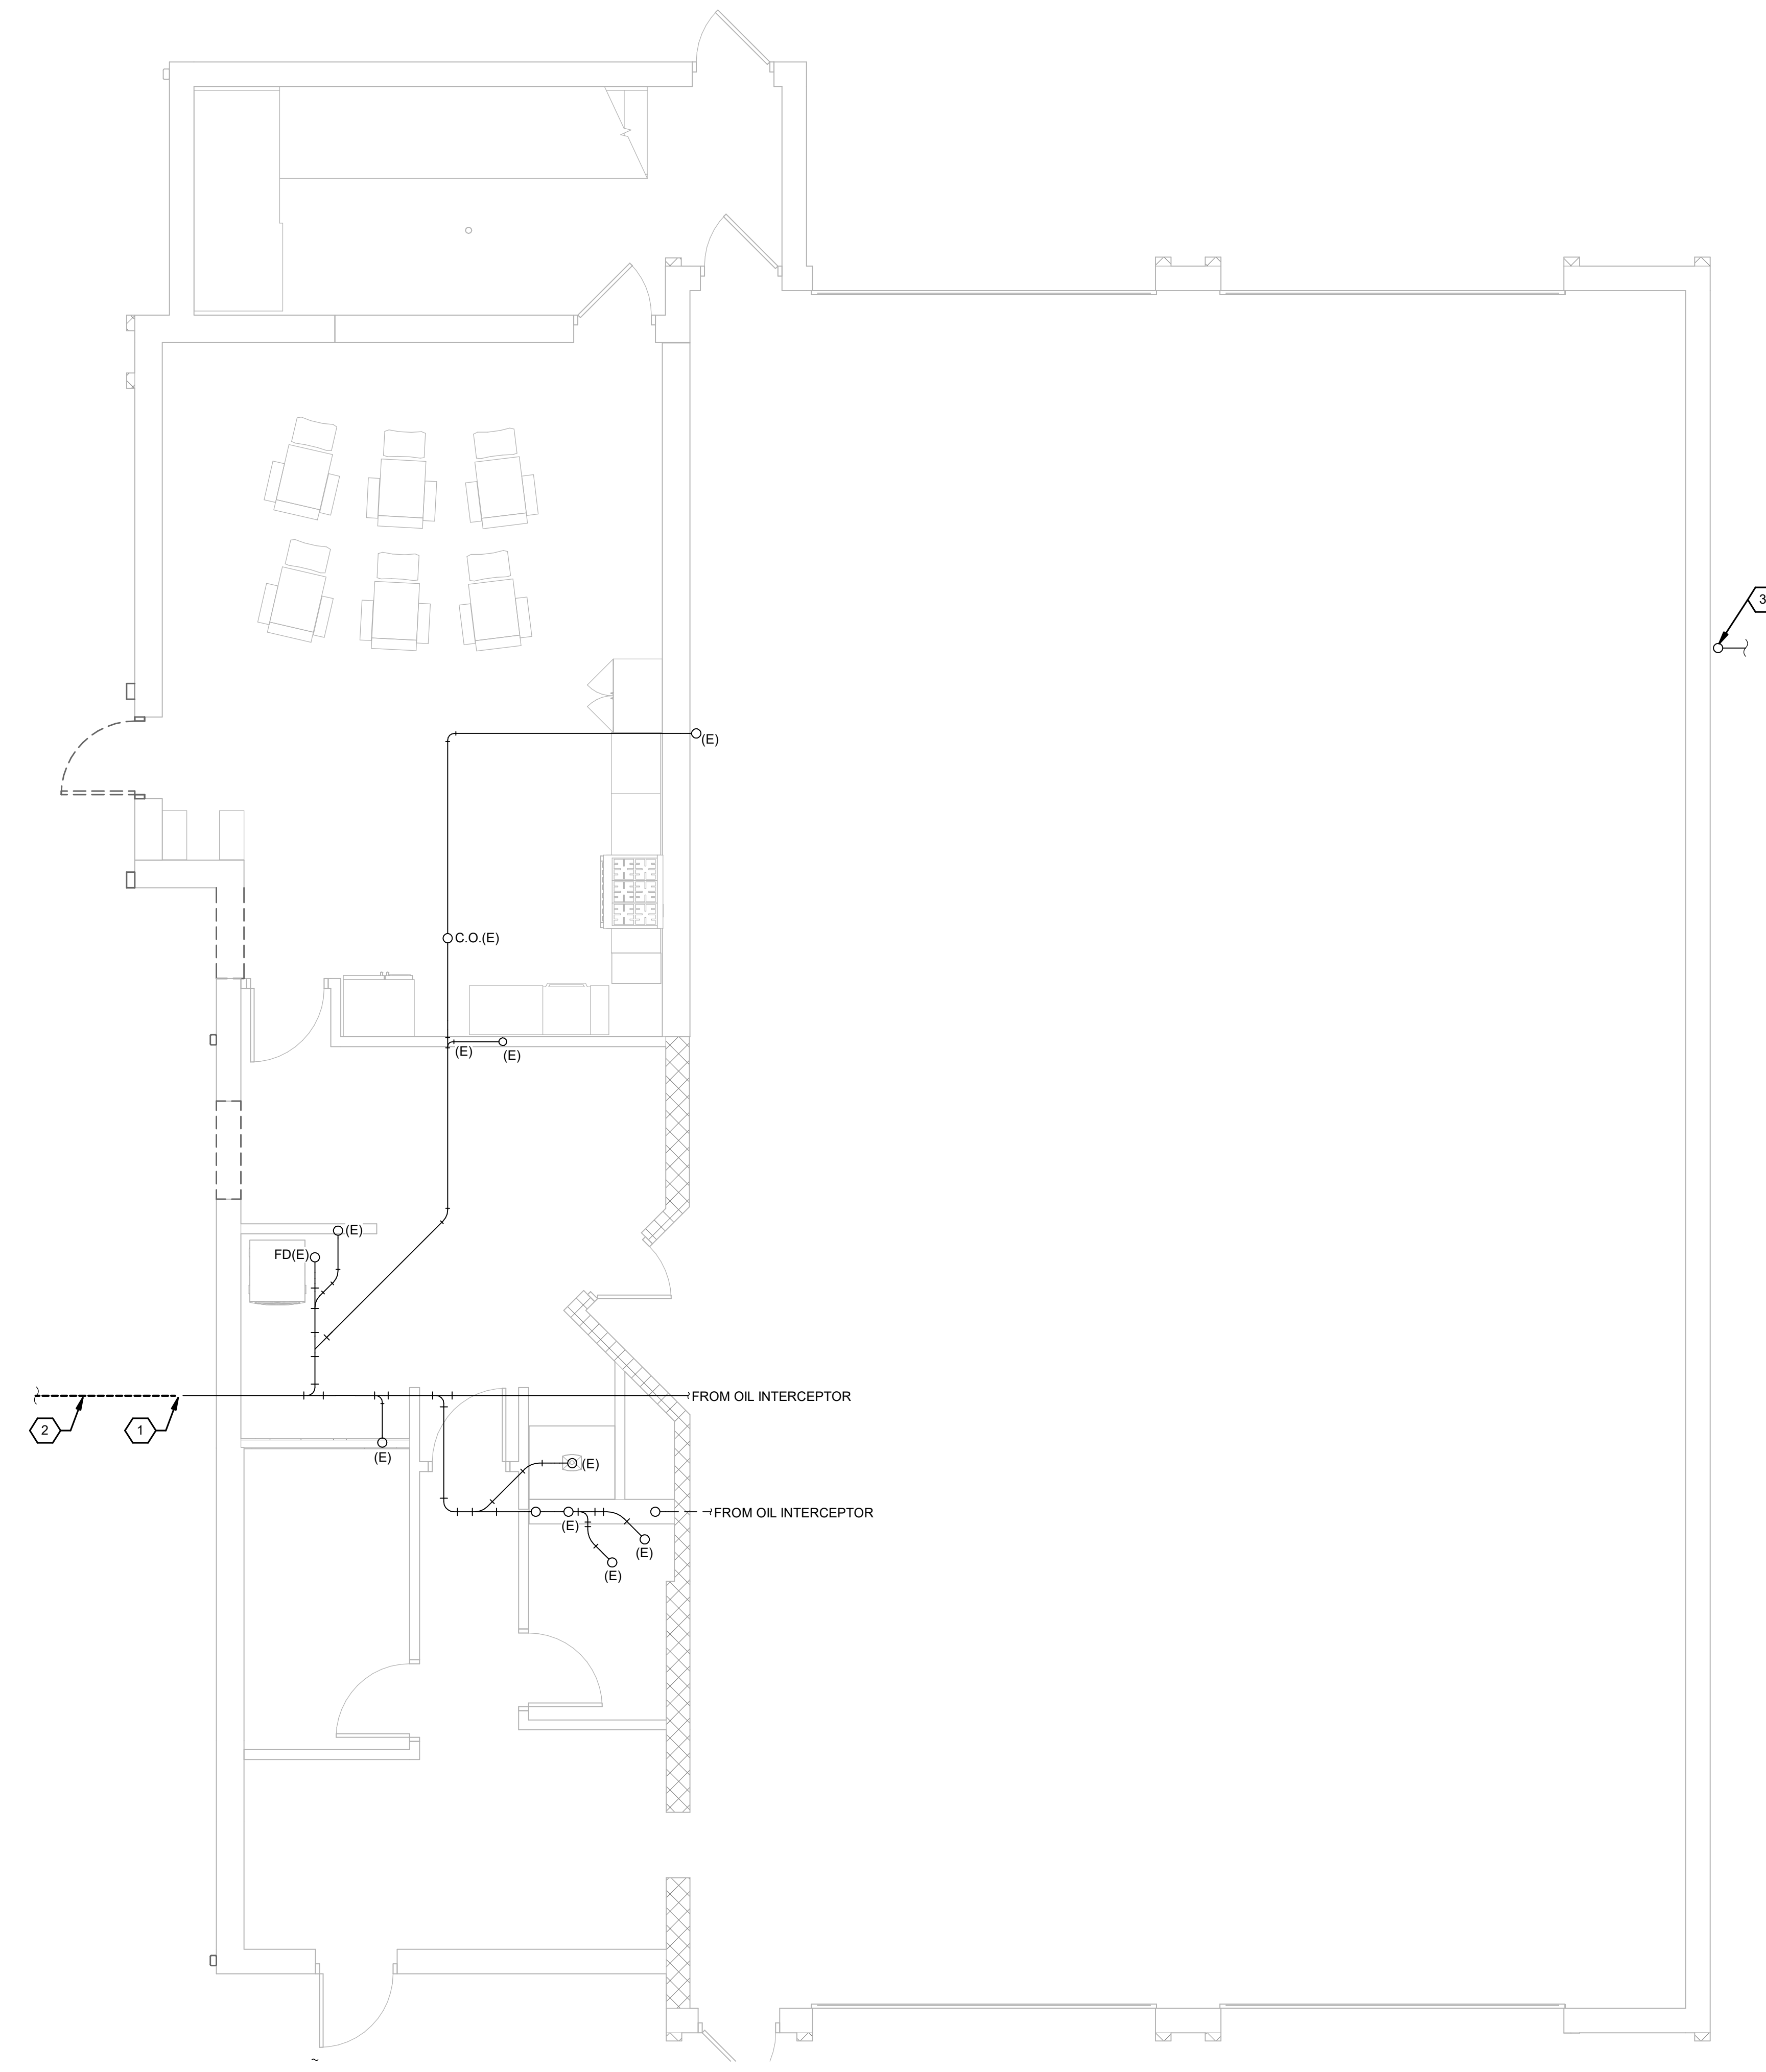 3
(E)
C.O.(E)
(E)
(E)
(E)
FD(E)
FROM OIL INTERCEPTOR
2
1
(E)
(E)
FROM OIL INTERCEPTOR
(E)
(E)
(E)